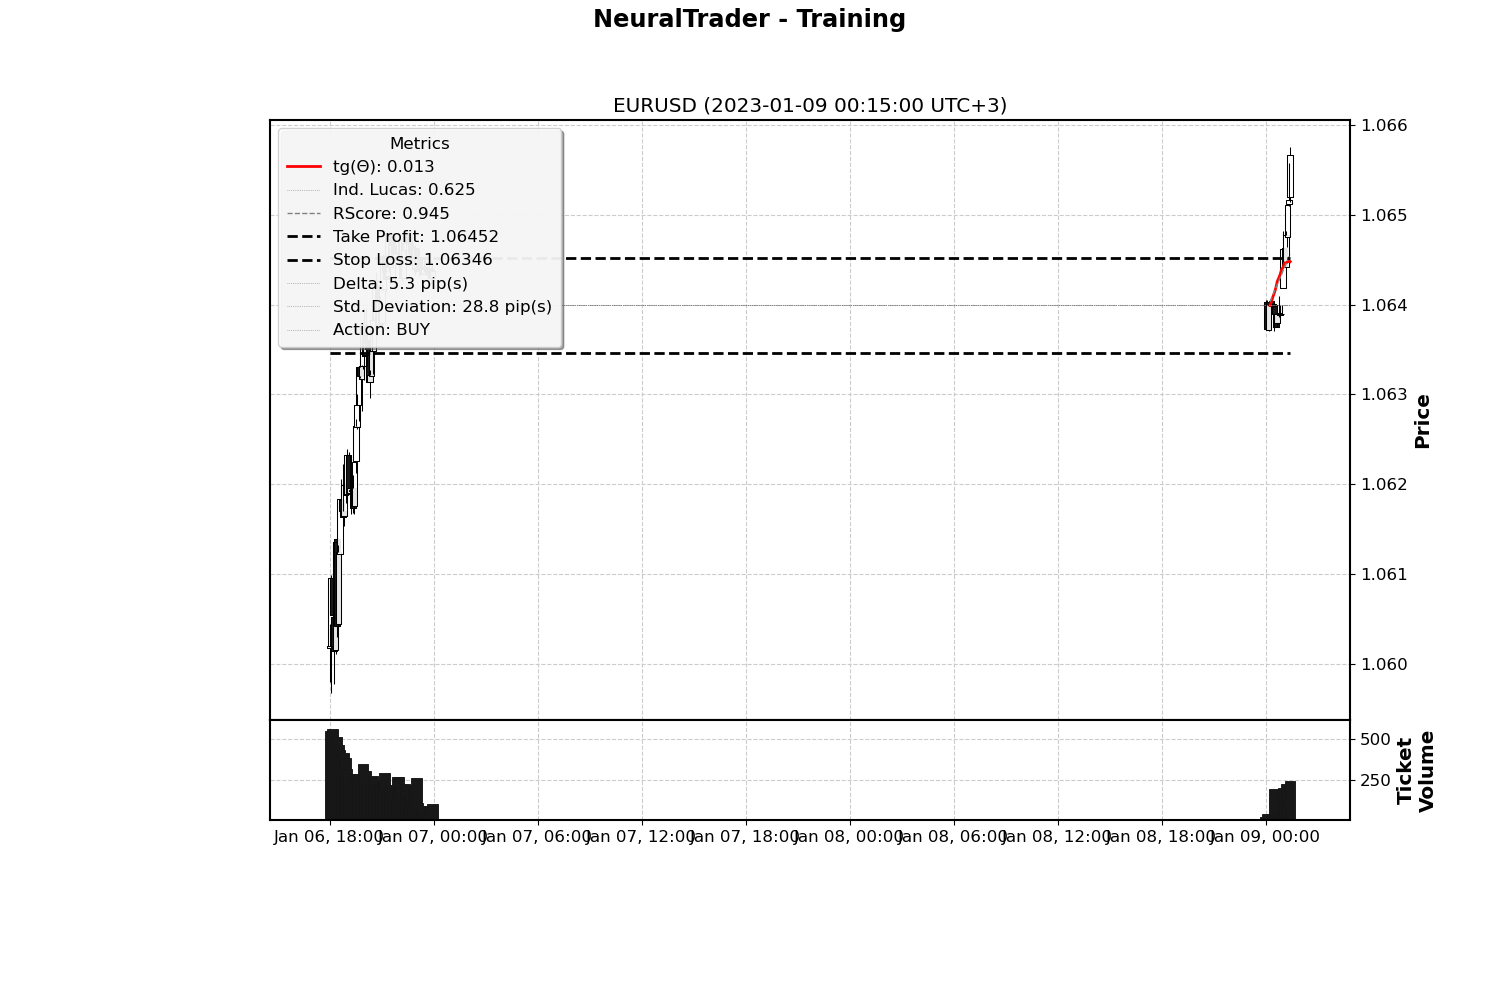 NeuralTrader - Training
EURUSD (2023-01-09 00:15:00 UTC+3)
Metrics
tg(Θ): 0.013
Ind. Lucas: 0.625
RScore: 0.945
Take Profit: 1.06452
Stop Loss: 1.06346
Delta: 5.3 pip(s)
Std. Deviation: 28.8 pip(s)
Action: BUY
1.066
1.065
1.064
1.063
1.062
1.061
1.060
Price
500
250
Ticket
Volume
Jan 06, 18:00 Jan 07, 00:00 Jan 07, 06:00 Jan 07, 12:00 Jan 07, 18:00 Jan 08, 00:00 Jan 08, 06:00 Jan 08, 12:00 Jan 08, 18:00 Jan 09, 00:00